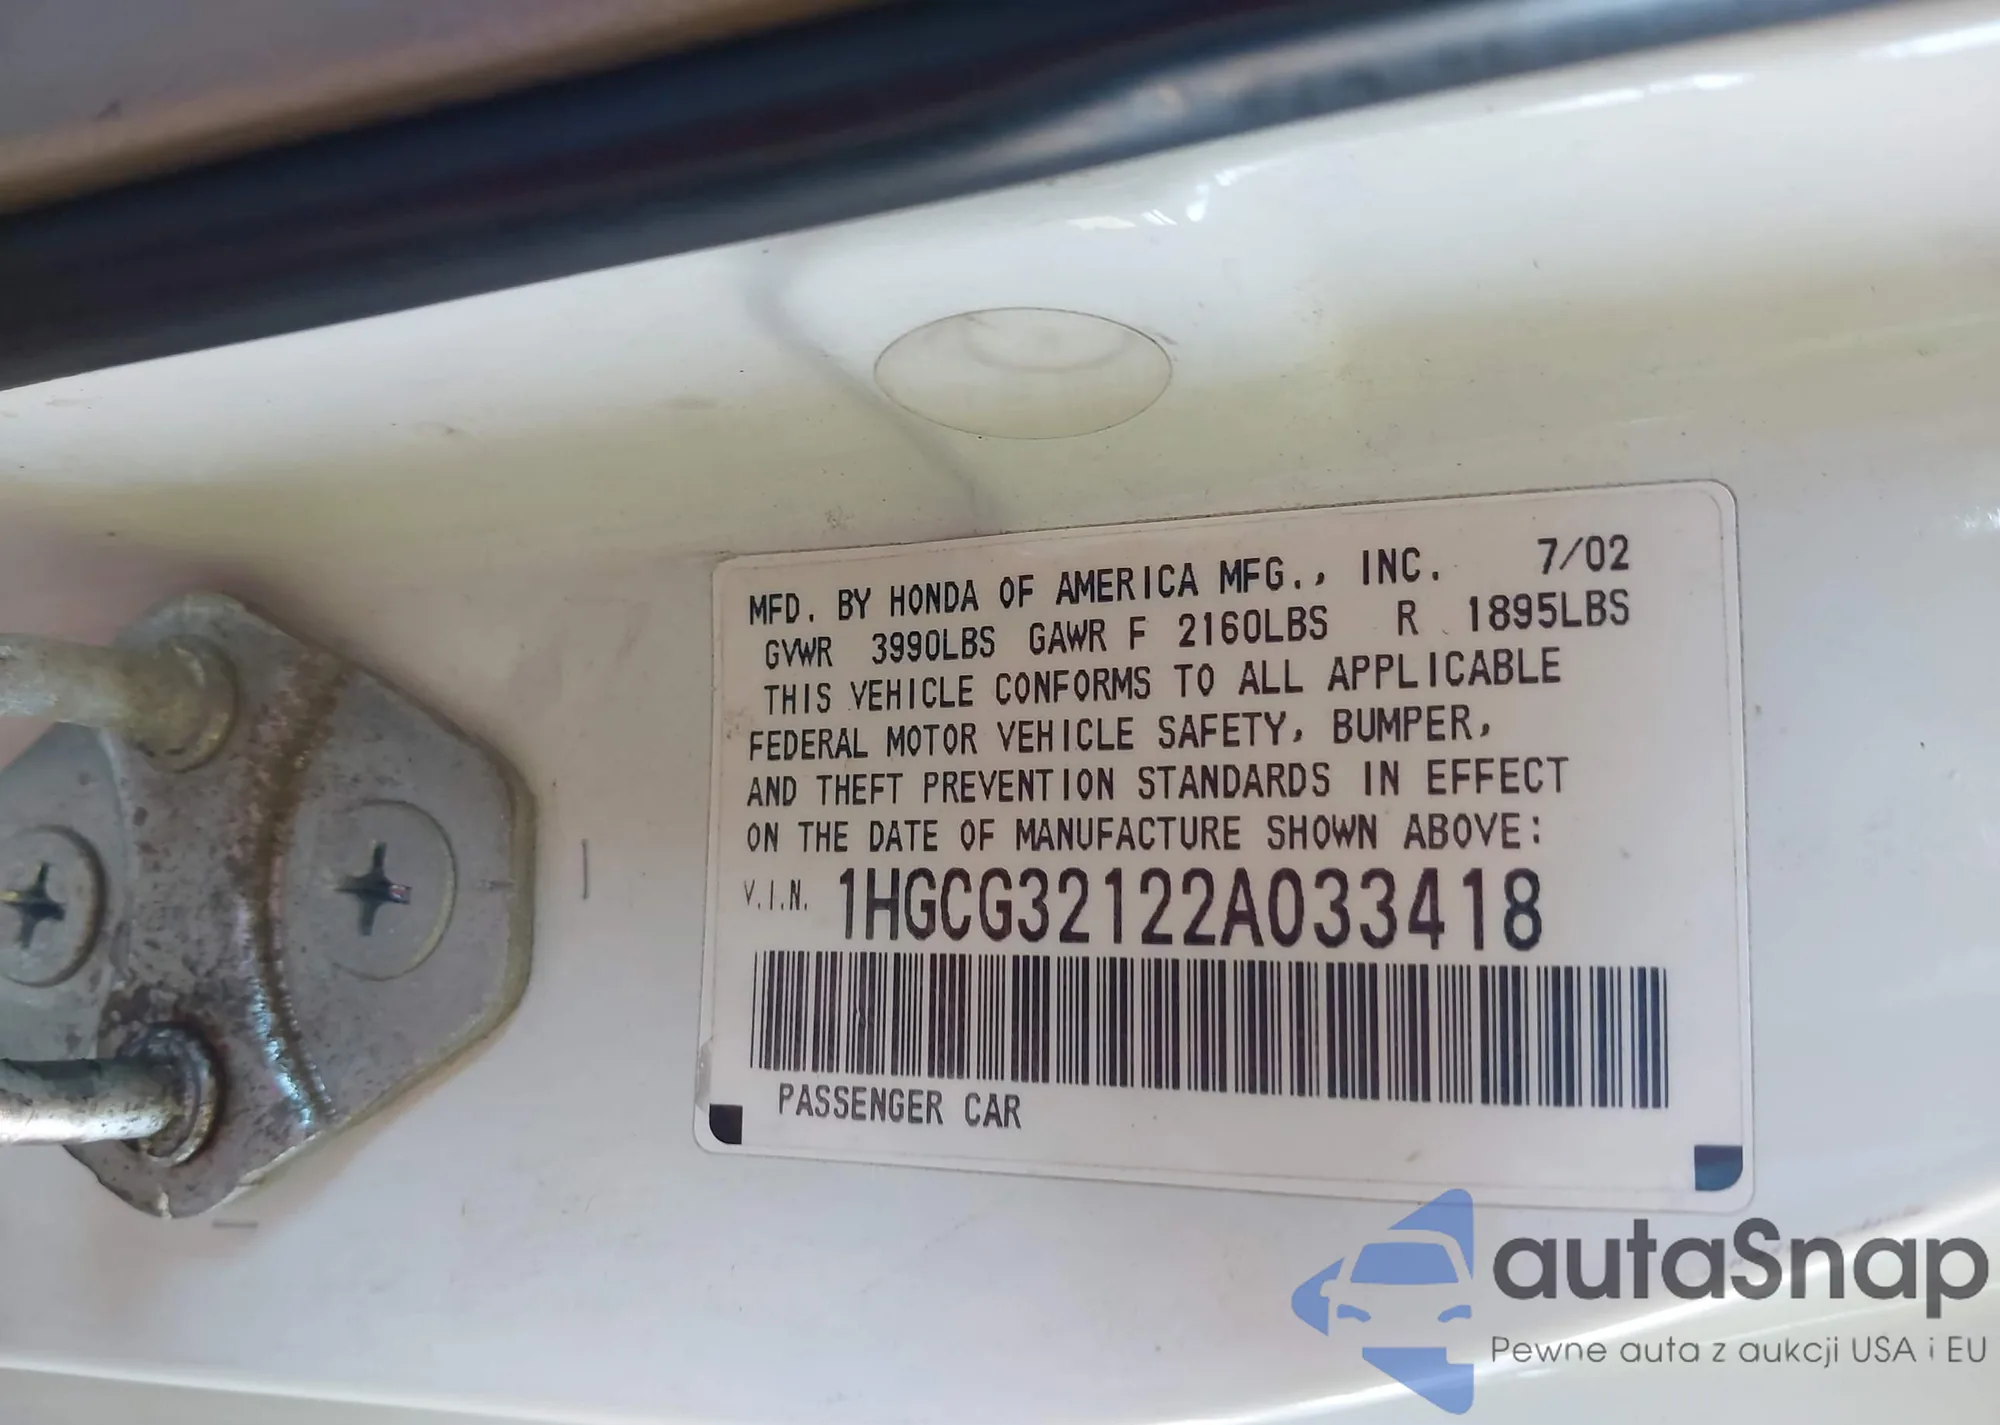 MFD. BY HONDA OF AMERICA MFG., INC. 7/02
GVWR 3990LBS GAWR F 2160LBS R 1895LBS
THIS VEHICLE CONFORMS TO ALL APPLICABLE
FEDERAL MOTOR VEHICLE SAFETY, BUMPER,
AND THEFT PREVENTION STANDARDS IN EFFECT
ON THE DATE OF MANUFACTURE SHOWN ABOVE:
V.I.N. 1HGCG32122A033418
PASSENGER CAR
autaSnap
Pewne auta z aukcji USA i EU